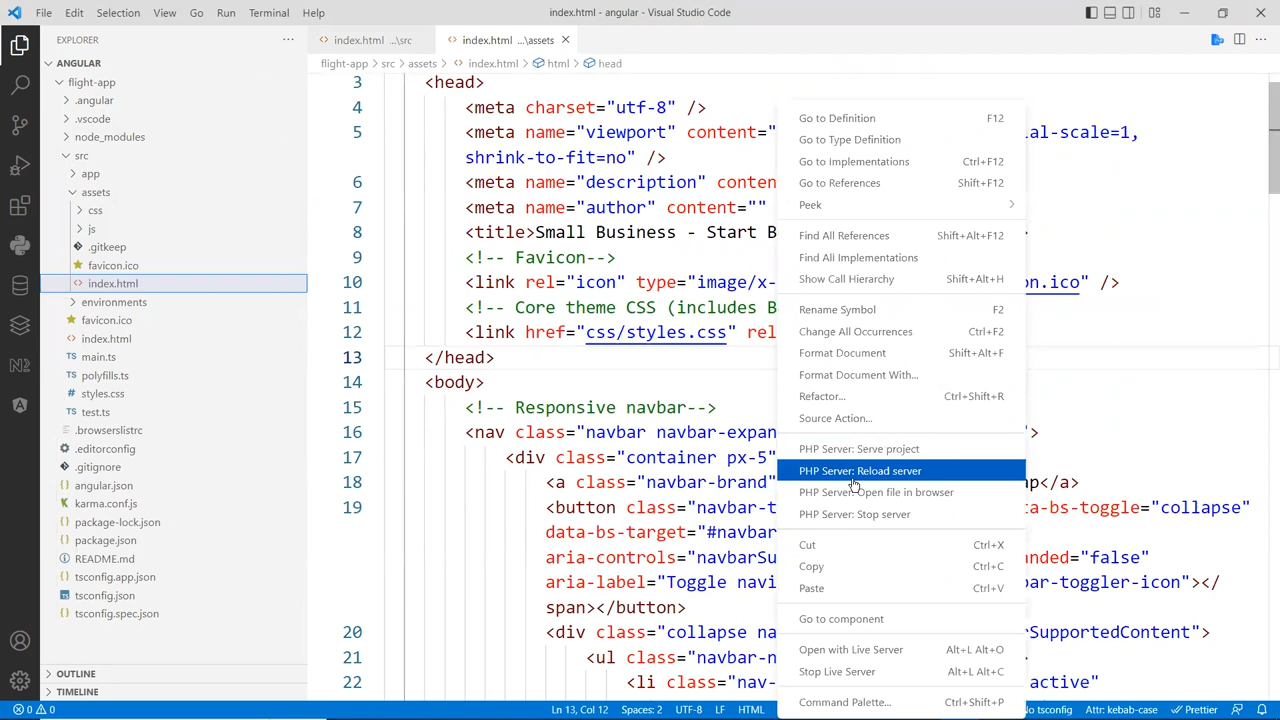 File Edit Selection View Go Run Terminal Help
index.html - angular - Visual Studio Code
EXPLORER
ANGULAR
flight-app
.angular
.vscode
node_modules
src
app
assets
css
js
.gitkeep
favicon.ico
index.html
environments
favicon.ico
index.html
main.ts
polyfills.ts
styles.css
test.ts
.browserslistrc
.editorconfig
.gitignore
angular.json
karma.conf.js
package-lock.json
package.json
README.md
tsconfig.app.json
tsconfig.json
tsconfig.spec.json
OUTLINE
TIMELINE
index.html ...\src
index.html ...\assets
flight-app > src > assets > index.html > html > head
3 <head>
4 <meta charset="utf-8" />
5 <meta name="viewport" content=" ial-scale=1,
shrink-to-fit=no" />
6 <meta name="description" conten
7 <meta name="author" content=""
8 <title>Small Business - Start B
9 <!-- Favicon-->
10 <link rel="icon" type="image/x- on.ico" />
11 <!-- Core theme CSS (includes B
12 <link href="css/styles.css" rel
13 </head>
14 <body>
15 <!-- Responsive navbar-->
16 <nav class="navbar navbar-expan >
17 <div class="container px-5"
18 <a class="navbar-brand" ap</a>
19 <button class="navbar-t ta-bs-toggle="collapse"
data-bs-target="#navbar
aria-controls="navbarSu anded="false"
aria-label="Toggle navi bar-toggler-icon"></
span></button>
20 <div class="collapse na rSupportedContent">
21 <ul class="navbar-n >
22 <li class="nav- active"
Go to Definition F12
Go to Type Definition
Go to Implementations Ctrl+F12
Go to References Shift+F12
Peek
Find All References Shift+Alt+F12
Find All Implementations
Show Call Hierarchy Shift+Alt+H
Rename Symbol F2
Change All Occurrences Ctrl+F2
Format Document Shift+Alt+F
Format Document With...
Refactor... Ctrl+Shift+R
Source Action...
PHP Server: Serve project
PHP Server: Reload server
PHP Server: Open file in browser
PHP Server: Stop server
Cut Ctrl+X
Copy Ctrl+C
Paste Ctrl+V
Go to component
Open with Live Server Alt+L Alt+O
Stop Live Server Alt+L Alt+C
Command Palette... Ctrl+Shift+P
0 0
Ln 13, Col 12 Spaces: 2 UTF-8 LF HTML No tsconfig Attr: kebab-case Prettier